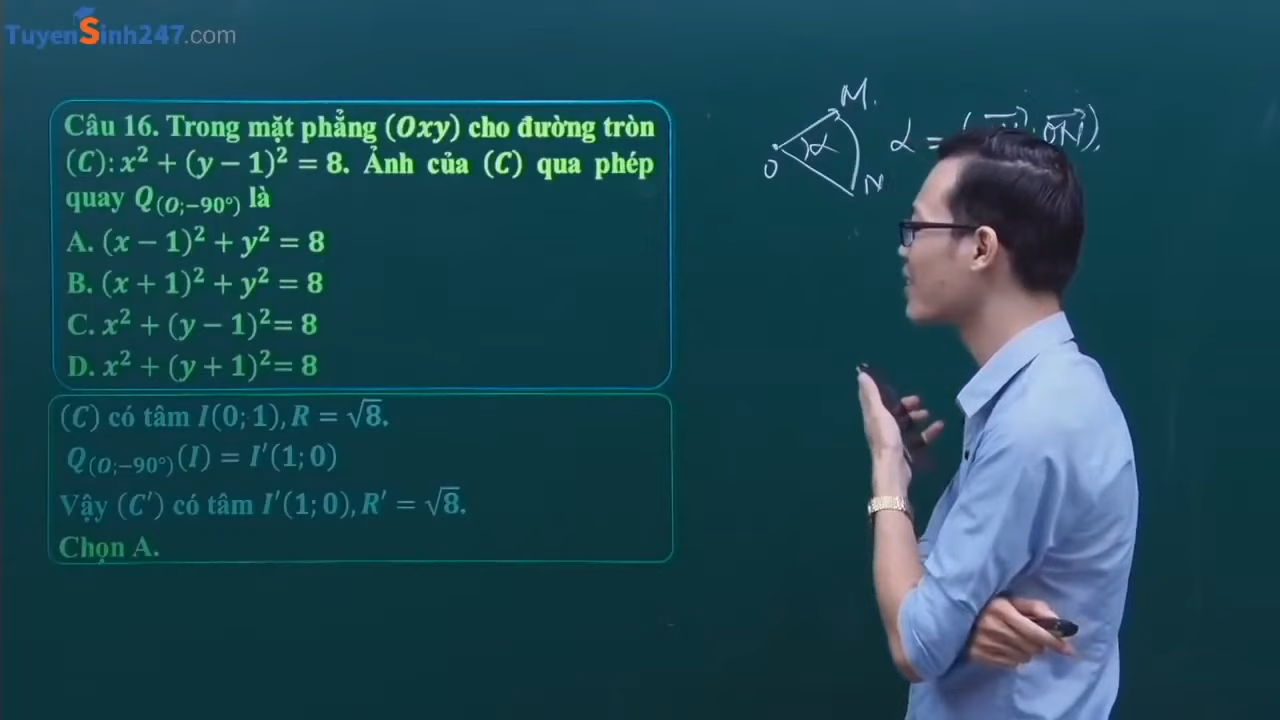 TuyenSinh247.com
Câu 16. Trong mặt phẳng (Oxy) cho đường tròn
(C): x² + (y − 1)² = 8. Ảnh của (C) qua phép
quay Q₍O;−90°₎ là
A. (x − 1)² + y² = 8
B. (x + 1)² + y² = 8
C. x² + (y − 1)²= 8
D. x² + (y + 1)²= 8
(C) có tâm I(0; 1), R = √8.
Q₍O;−90°₎(I) = I′(1; 0)
Vậy (C′) có tâm I′(1; 0), R′ = √8.
Chọn A.
M.
O α
N
α =